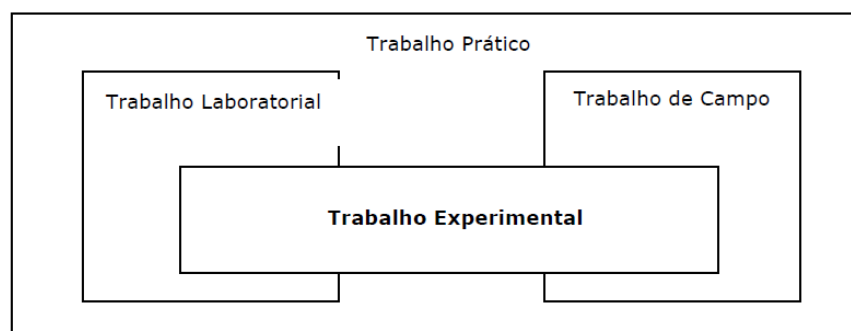 Trabalho Prático
Trabalho Laboratorial
Trabalho de Campo
Trabalho Experimental